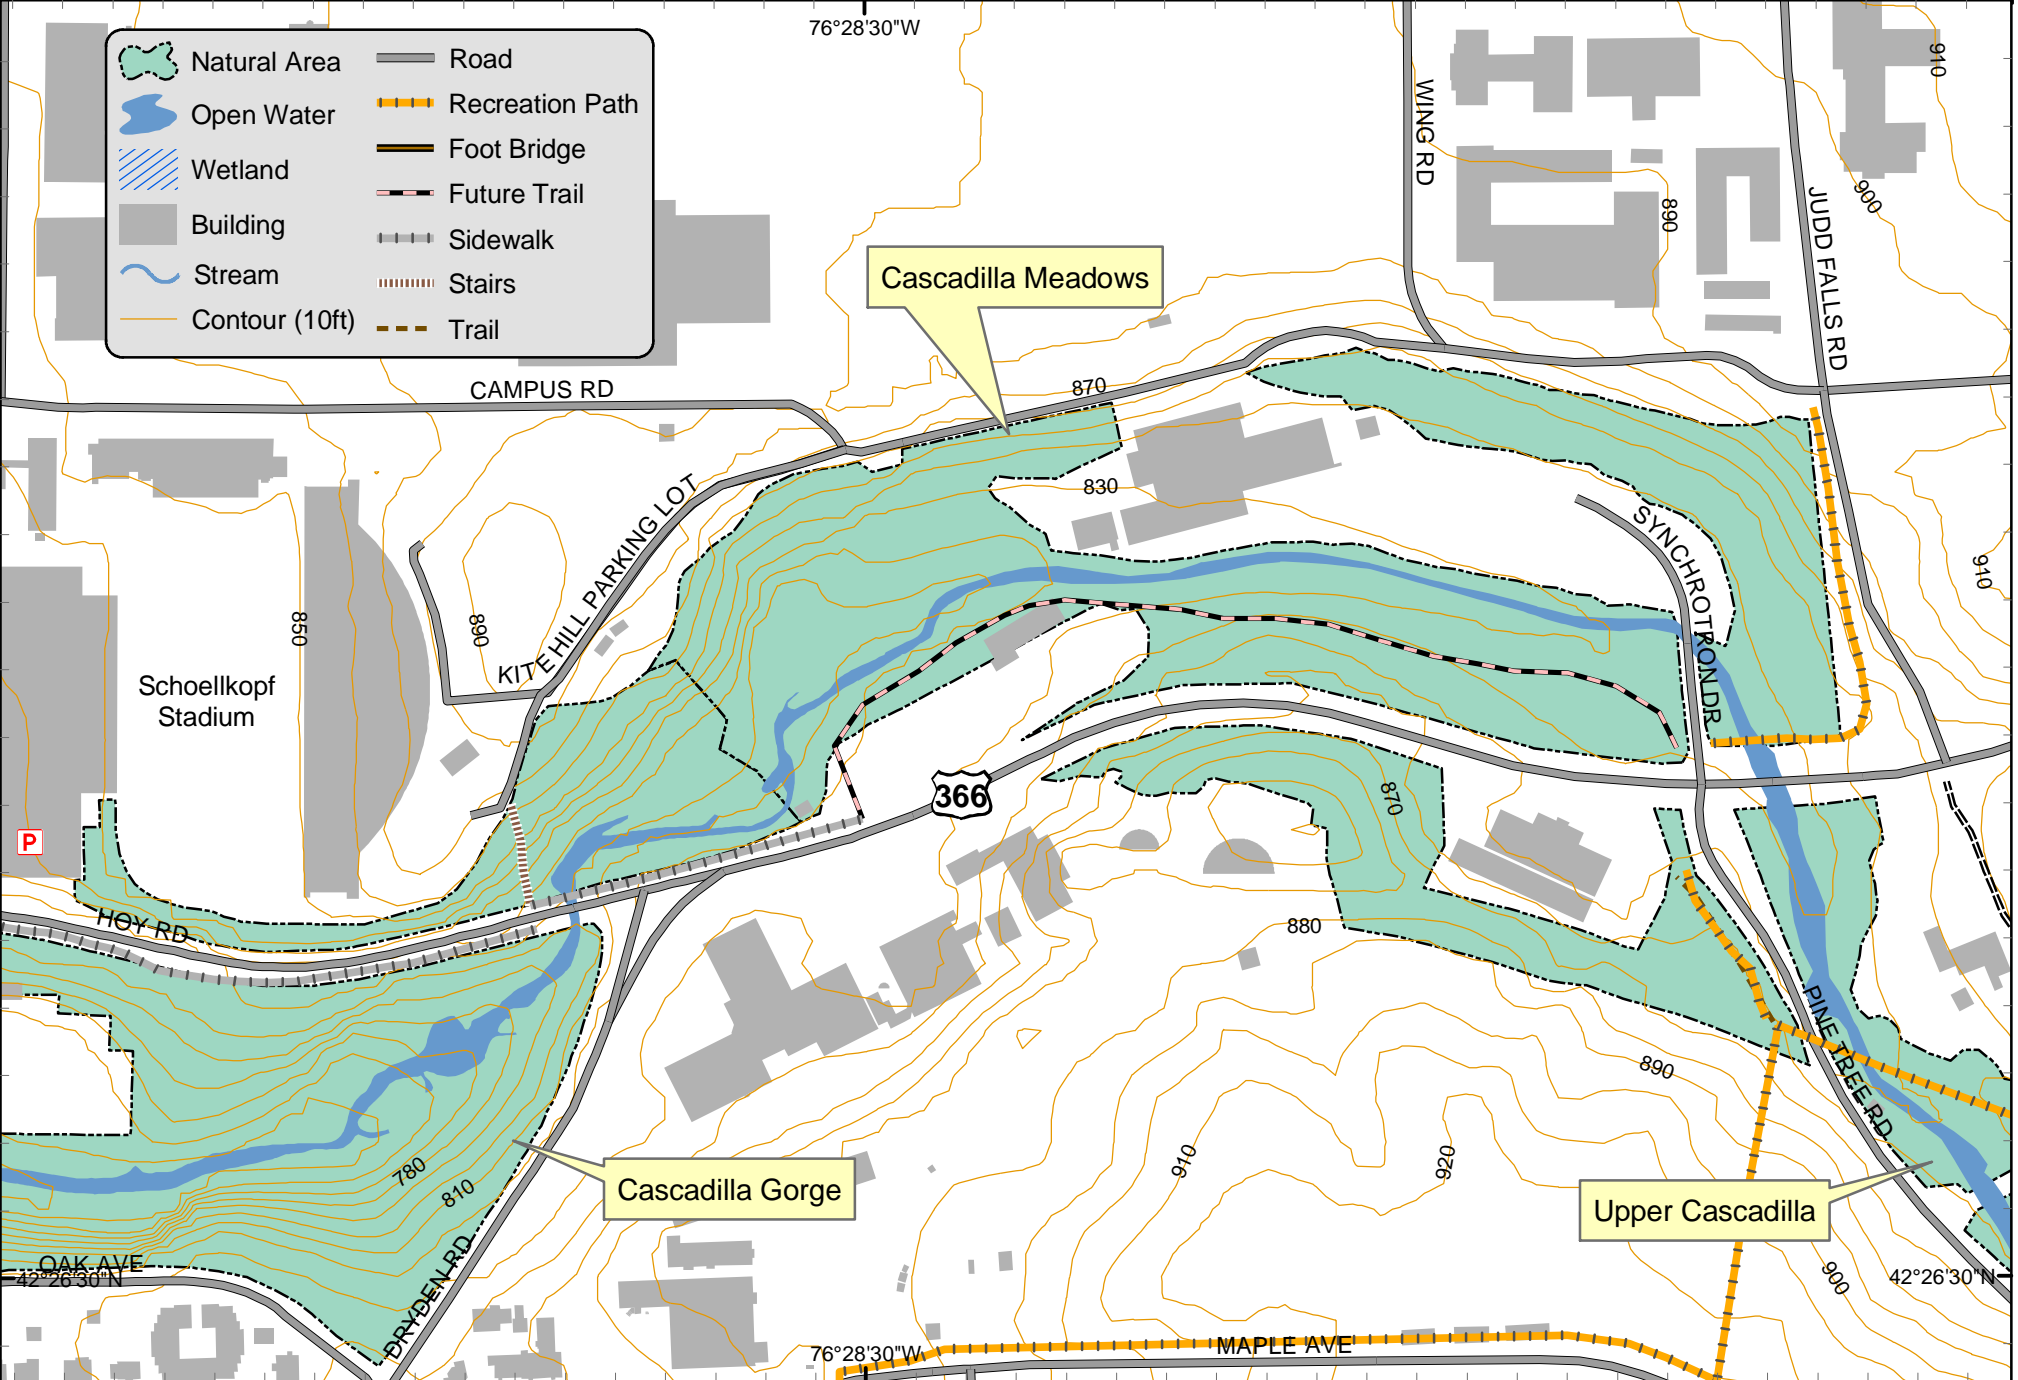 76°28'30"W
Natural Area
Open Water
Wetland
Building
Stream
Contour (10ft)
Road
Recreation Path
Foot Bridge
Future Trail
Sidewalk
Stairs
Trail
910
WING RD
900
890
JUDD FALLS RD
Cascadilla Meadows
870
CAMPUS RD
830
KITE HILL PARKING LOT
SYNCHROTRON DR
910
850
890
Schoellkopf
Stadium
366
870
P
HOY RD
880
PINE TREE RD
890
780
810
910
920
Cascadilla Gorge
Upper Cascadilla
OAK AVE
42°26'30"N
DRYDEN RD
900
42°26'30"N
76°28'30"W
MAPLE AVE